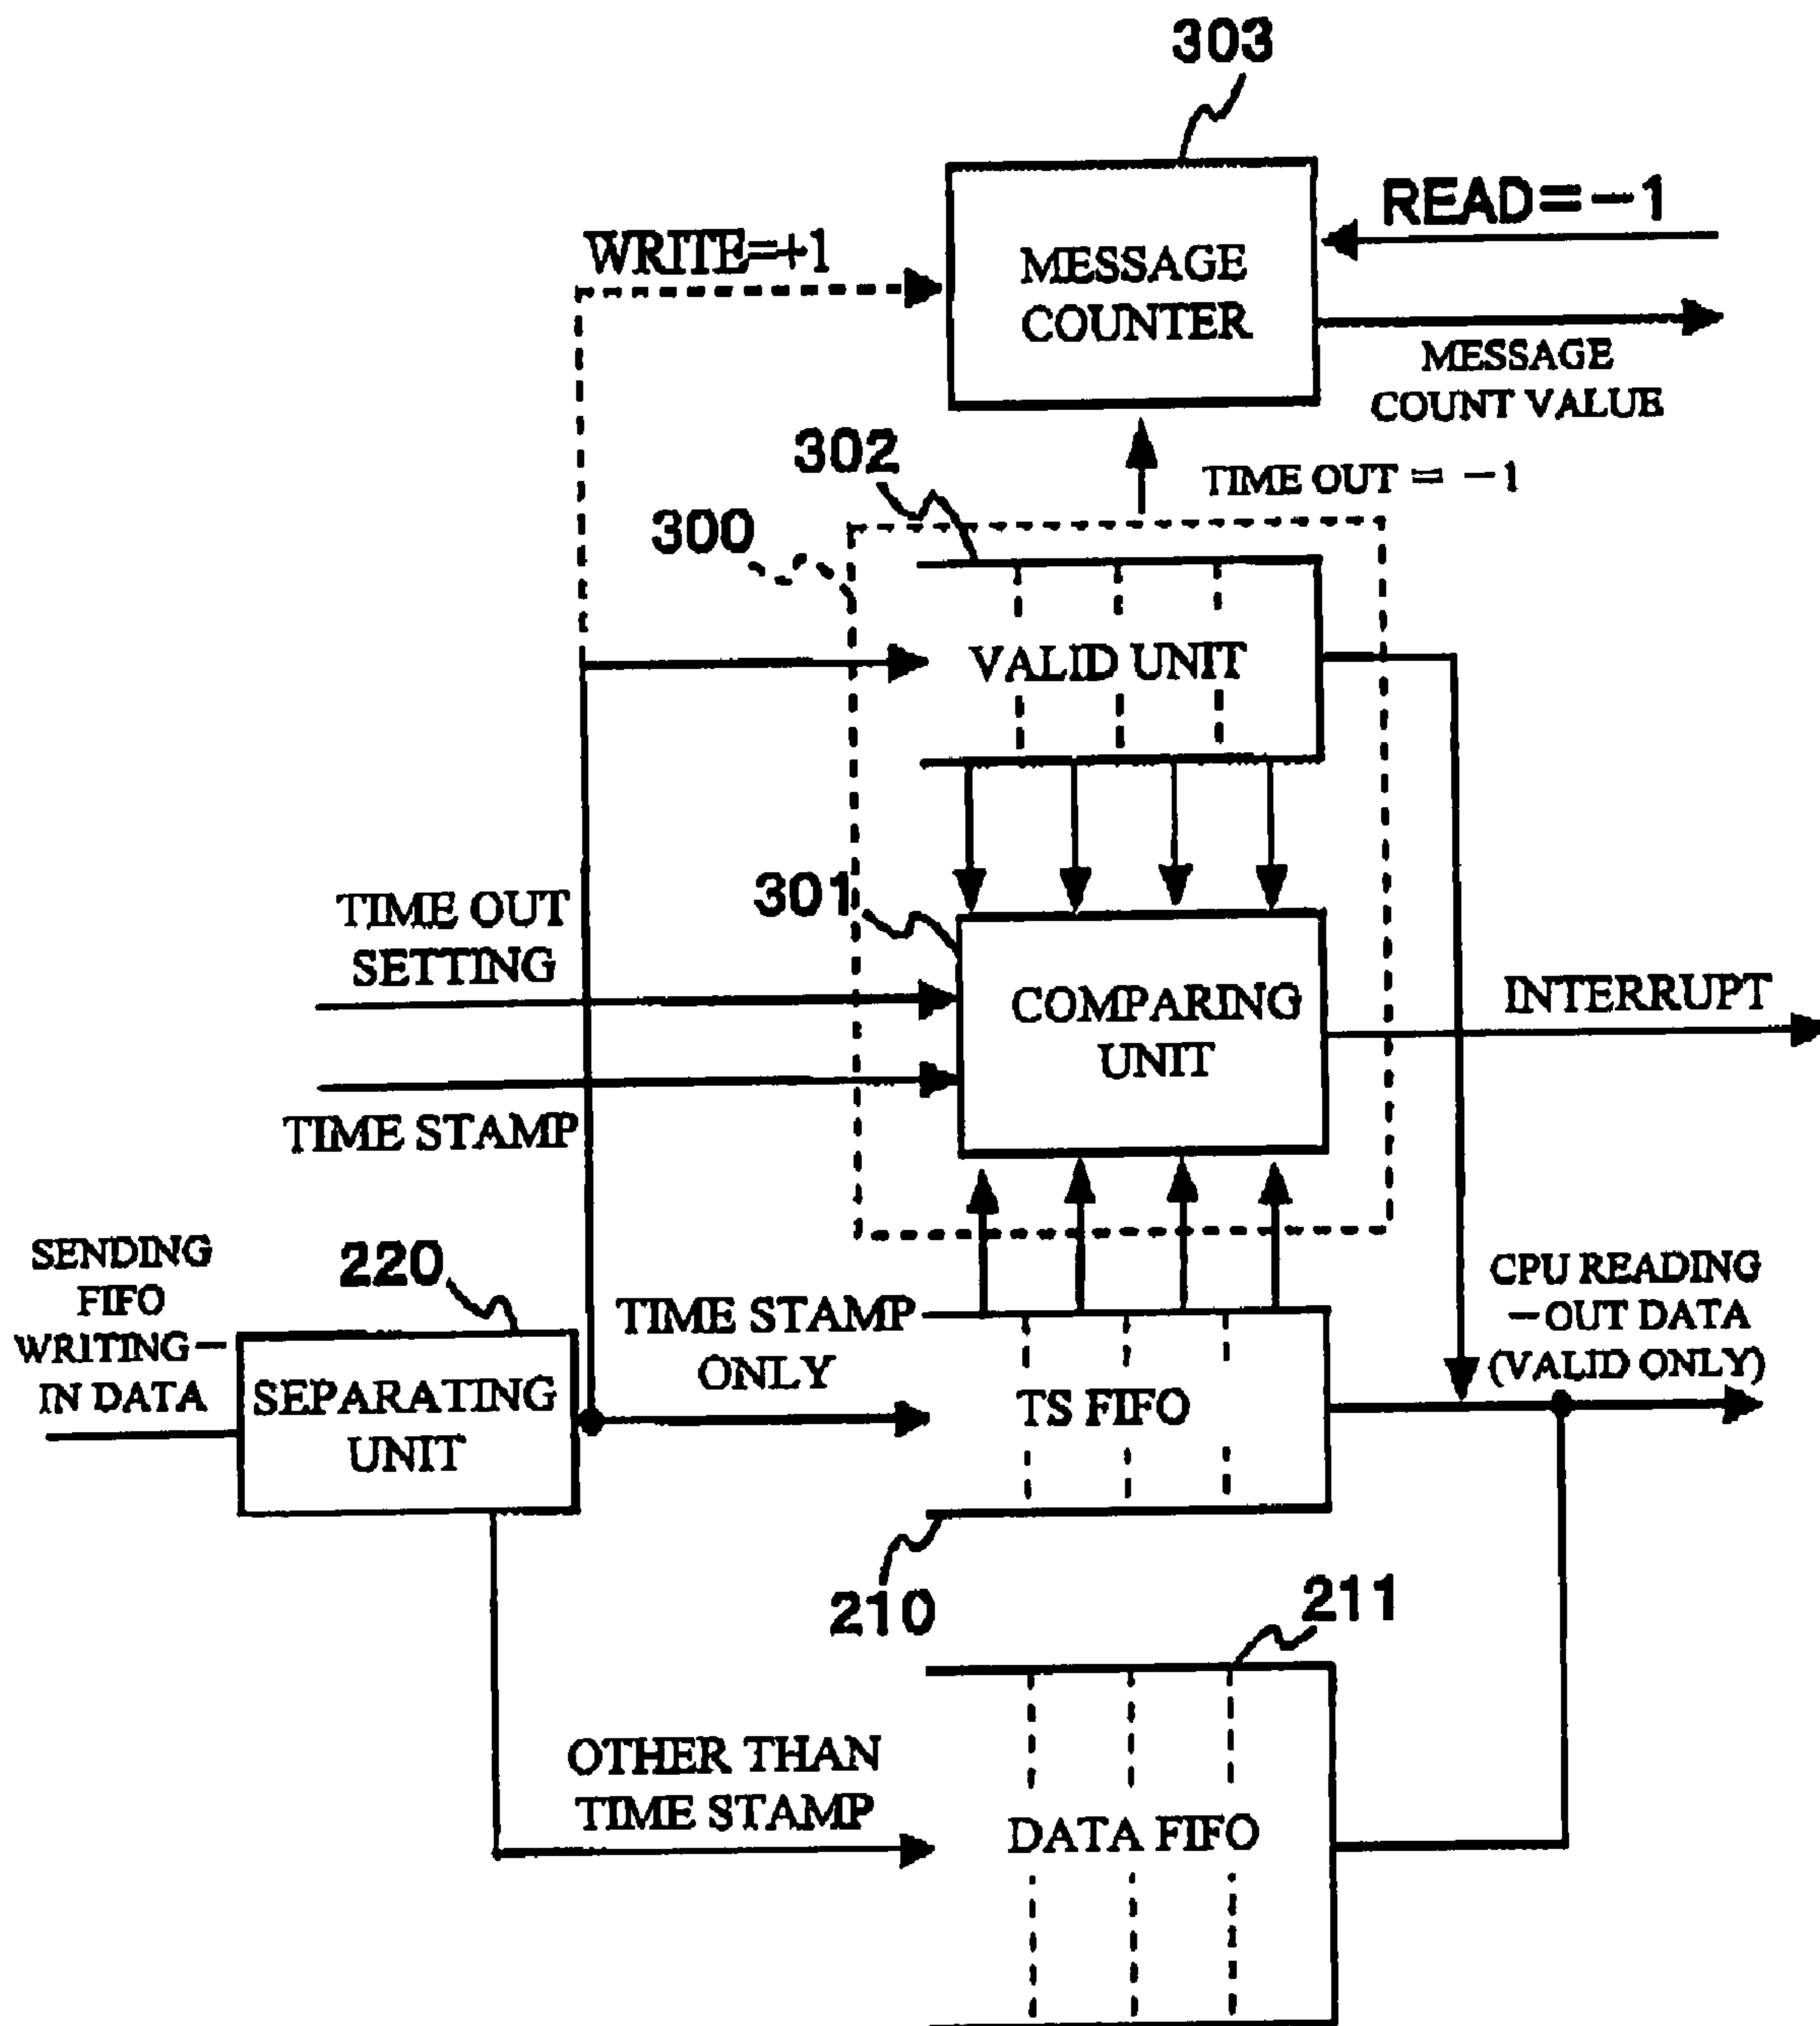 303
READ=−1
WRITE=+1
MESSAGE
COUNTER
MESSAGE
COUNT VALUE
302
TIME OUT = −1
300
VALID UNIT
301
TIME OUT
SETTING
COMPARING
UNIT
INTERRUPT
TIME STAMP
SENDING
FIFO
WRITING−
IN DATA
220
SEPARATING
UNIT
TIME STAMP
ONLY
TS FIFO
CPU READING
−OUT DATA
(VALID ONLY)
210
211
OTHER THAN
TIME STAMP
DATA FIFO